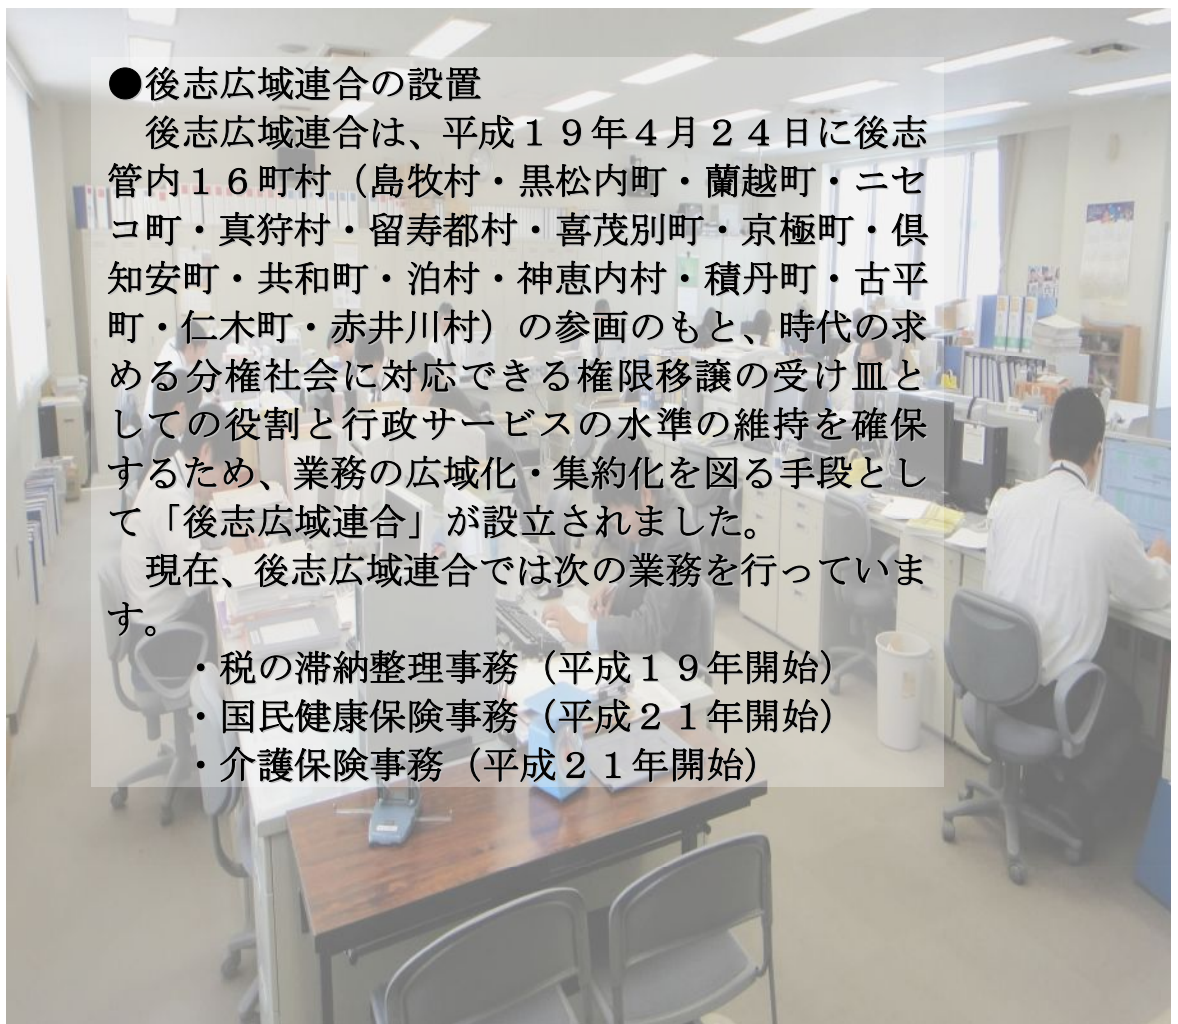 ●後志広域連合の設置
　後志広域連合は、平成１９年４月２４日に後志
管内１６町村（島牧村・黒松内町・蘭越町・ニセ
コ町・真狩村・留寿都村・喜茂別町・京極町・倶
知安町・共和町・泊村・神恵内村・積丹町・古平
町・仁木町・赤井川村）の参画のもと、時代の求
める分権社会に対応できる権限移譲の受け皿と
しての役割と行政サービスの水準の維持を確保
するため、業務の広域化・集約化を図る手段とし
て「後志広域連合」が設立されました。
　現在、後志広域連合では次の業務を行っていま
す。
・税の滞納整理事務（平成１９年開始）
・国民健康保険事務（平成２１年開始）
・介護保険事務（平成２１年開始）